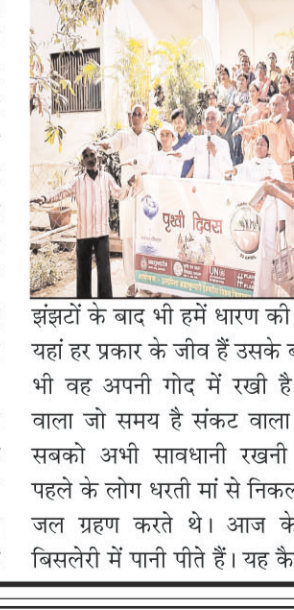 पृथ्वी दिवस
झंझटों के बाद भी हमें धारण की
यहां हर प्रकार के जीव हैं उसके ब
भी वह अपनी गोद में रखी है
वाला जो समय है संकट वाला
सबको अभी सावधानी रखनी
पहले के लोग धरती मां से निकल
जल ग्रहण करते थे। आज के
बिसलेरी में पानी पीते हैं। यह कै